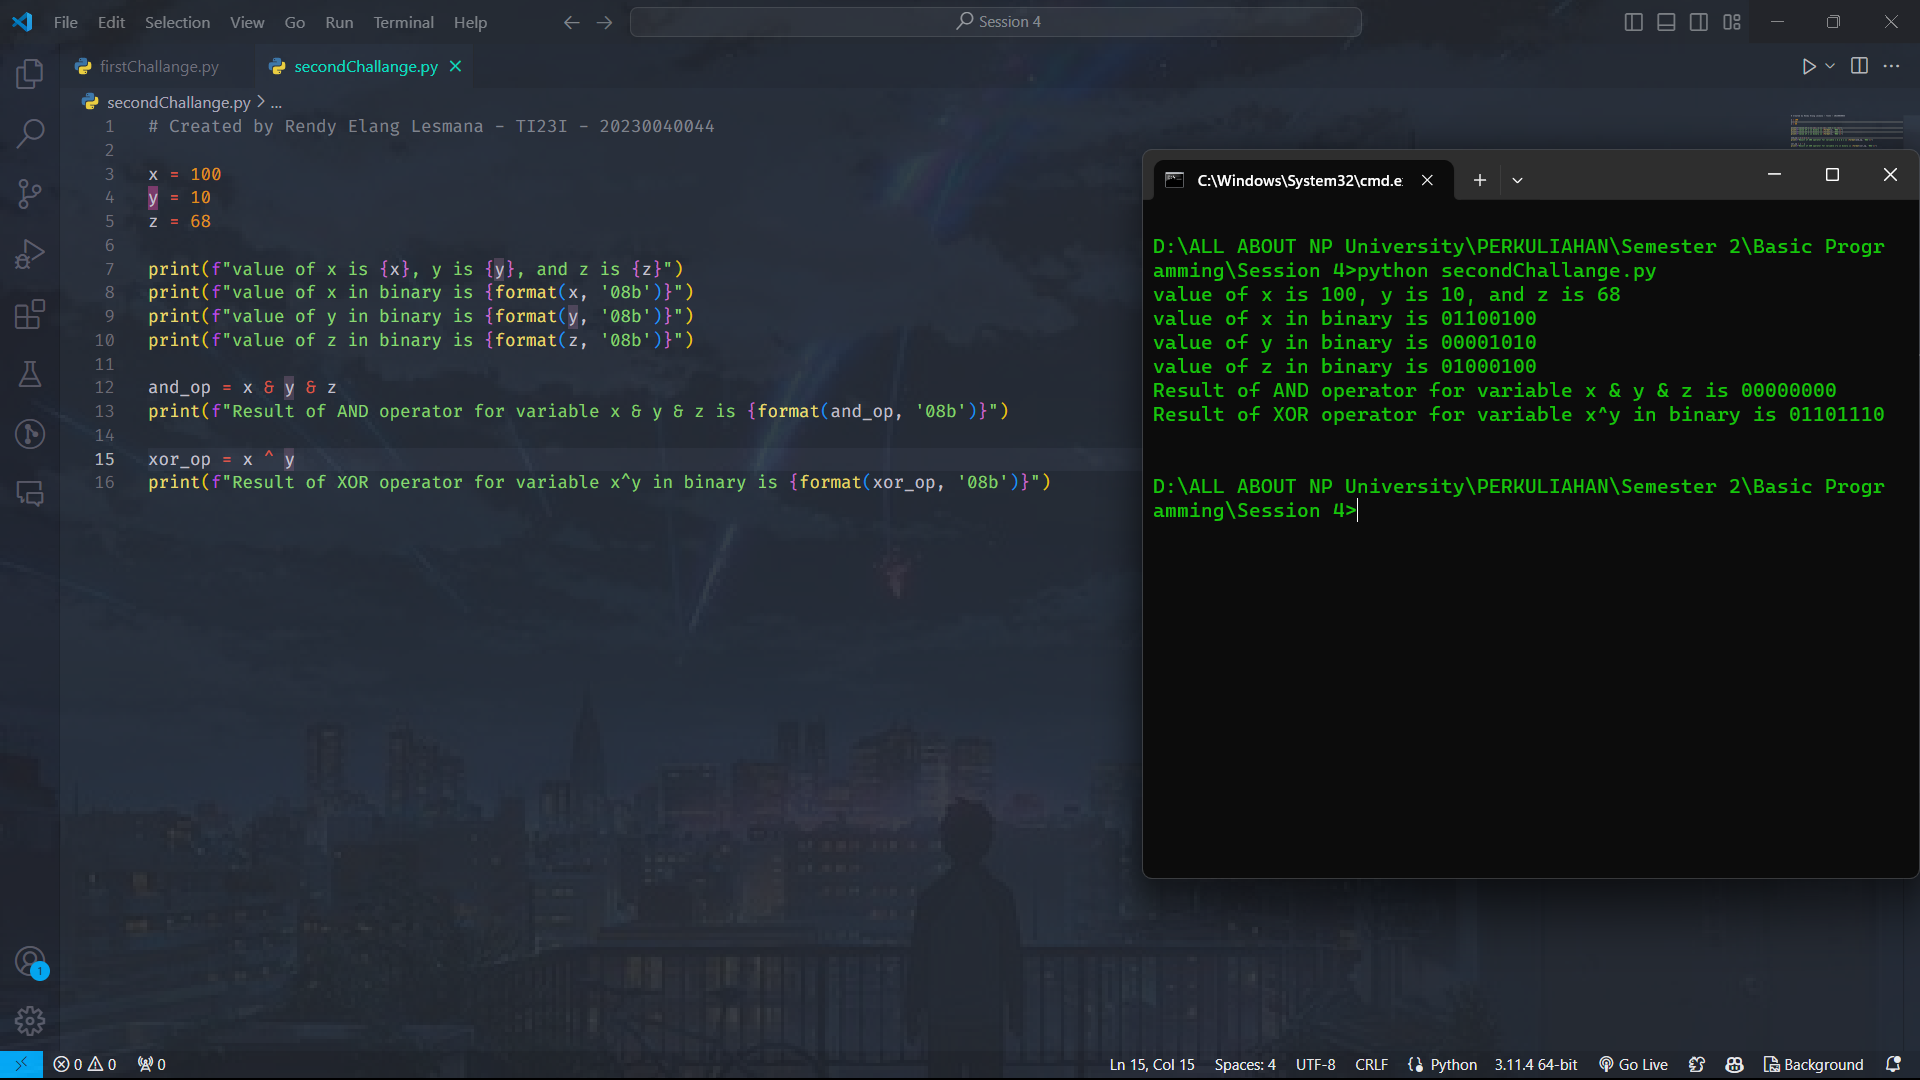 File Edit Selection View Go Run Terminal Help
Session 4
firstChallange.py
secondChallange.py
secondChallange.py > ...
1 # Created by Rendy Elang Lesmana - TI23I - 20230040044
2
3 x = 100
4 y = 10
5 z = 68
6
7 print(f"value of x is {x}, y is {y}, and z is {z}")
8 print(f"value of x in binary is {format(x, '08b')}")
9 print(f"value of y in binary is {format(y, '08b')}")
10 print(f"value of z in binary is {format(z, '08b')}")
11
12 and_op = x & y & z
13 print(f"Result of AND operator for variable x & y & z is {format(and_op, '08b')}")
14
15 xor_op = x ^ y
16 print(f"Result of XOR operator for variable x^y in binary is {format(xor_op, '08b')}")
C:\Windows\System32\cmd.e
D:\ALL ABOUT NP University\PERKULIAHAN\Semester 2\Basic Progr
amming\Session 4>python secondChallange.py
value of x is 100, y is 10, and z is 68
value of x in binary is 01100100
value of y in binary is 00001010
value of z in binary is 01000100
Result of AND operator for variable x & y & z is 00000000
Result of XOR operator for variable x^y in binary is 01101110
D:\ALL ABOUT NP University\PERKULIAHAN\Semester 2\Basic Progr
amming\Session 4>
1
0 0 0
Ln 15, Col 15 Spaces: 4 UTF-8 CRLF Python 3.11.4 64-bit Go Live Background